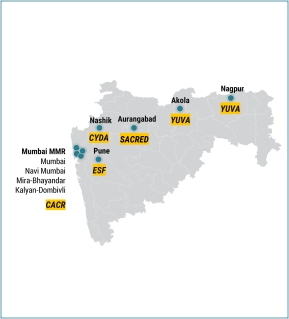 Nagpur
YUVA
Akola
YUVA
Nashik
CYDA
Aurangabad
SACRED
Mumbai MMR
Mumbai
Navi Mumbai
Mira-Bhayandar
Kalyan-Dombivli
CACR
Pune
ESF